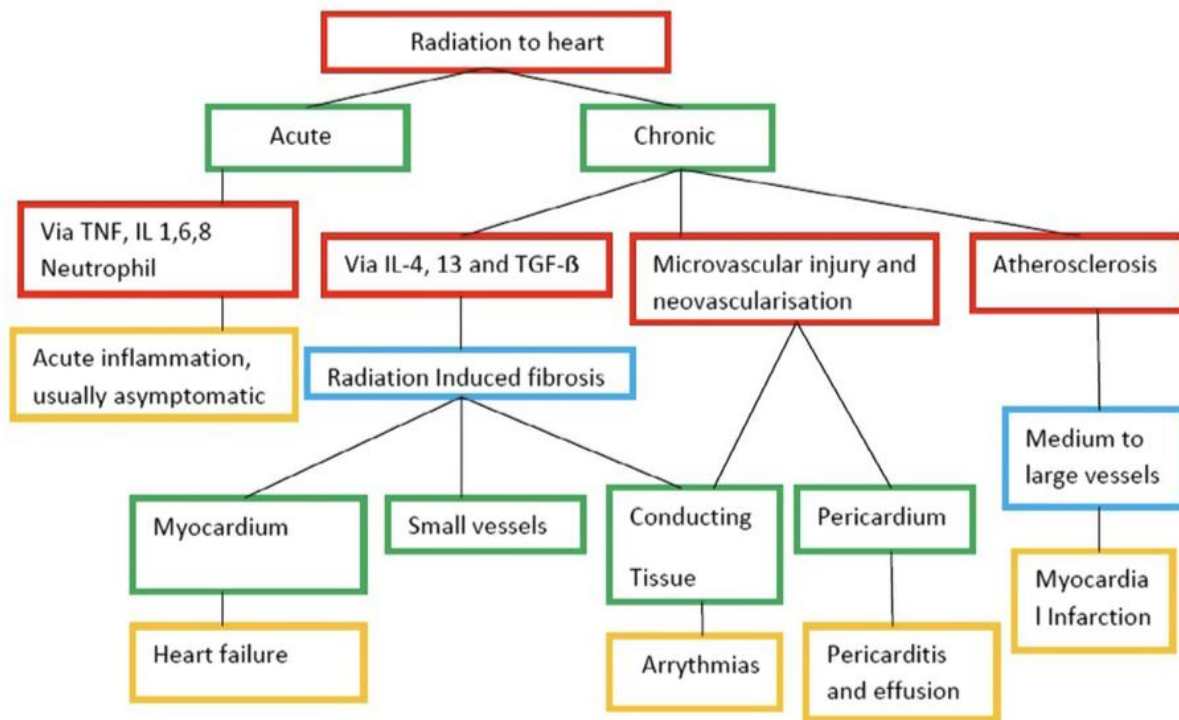 Radiation to heart
Acute
Chronic
Via TNF, IL 1,6,8
Neutrophil
Via IL-4, 13 and TGF-ß
Microvascular injury and
neovascularisation
Atherosclerosis
Acute inflammation,
usually asymptomatic
Radiation Induced fibrosis
Medium to
large vessels
Myocardium
Small vessels
Conducting
Tissue
Pericardium
Myocardia
l Infarction
Heart failure
Arrythmias
Pericarditis
and effusion